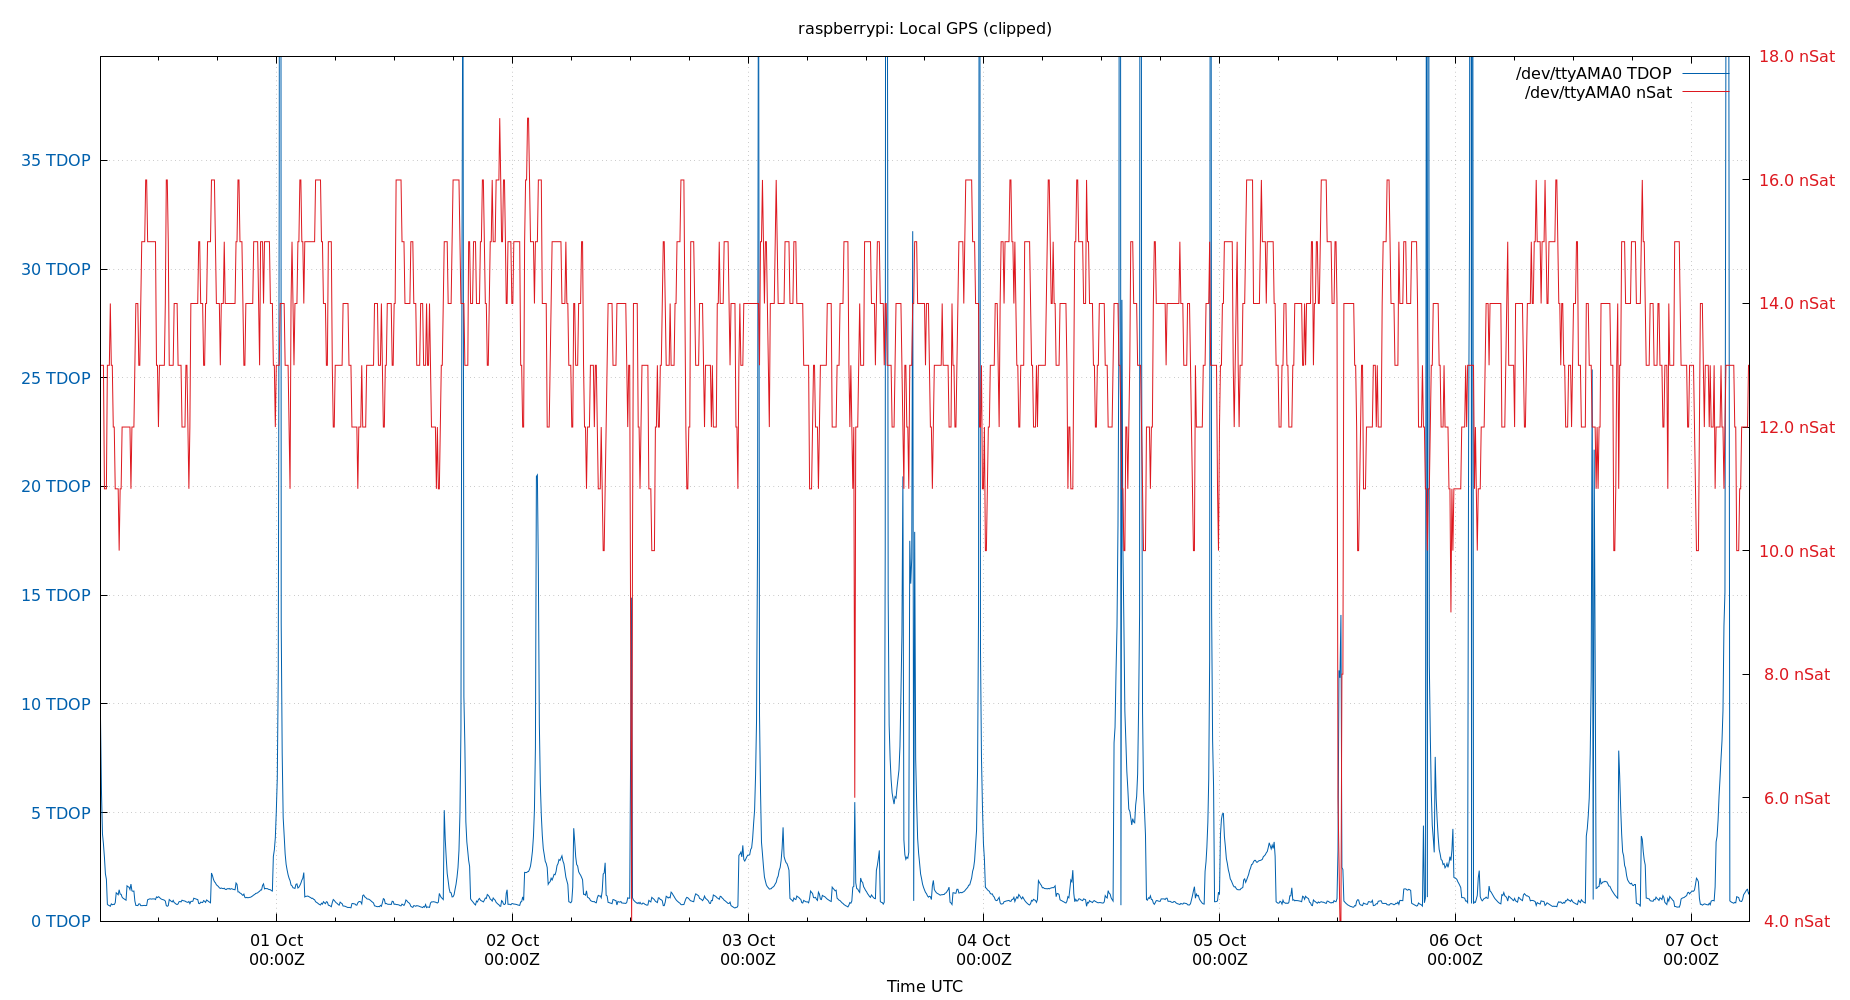 raspberrypi: Local GPS (clipped)
18.0 nSat
/dev/ttyAMA0 TDOP
/dev/ttyAMA0 nSat
35 TDOP
16.0 nSat
30 TDOP
14.0 nSat
25 TDOP
12.0 nSat
20 TDOP
10.0 nSat
15 TDOP
8.0 nSat
10 TDOP
6.0 nSat
5 TDOP
4.0 nSat
0 TDOP
01 Oct 02 Oct 03 Oct 04 Oct 05 Oct 06 Oct 07 Oct
00:00Z 00:00Z 00:00Z 00:00Z 00:00Z 00:00Z 00:00Z
Time UTC